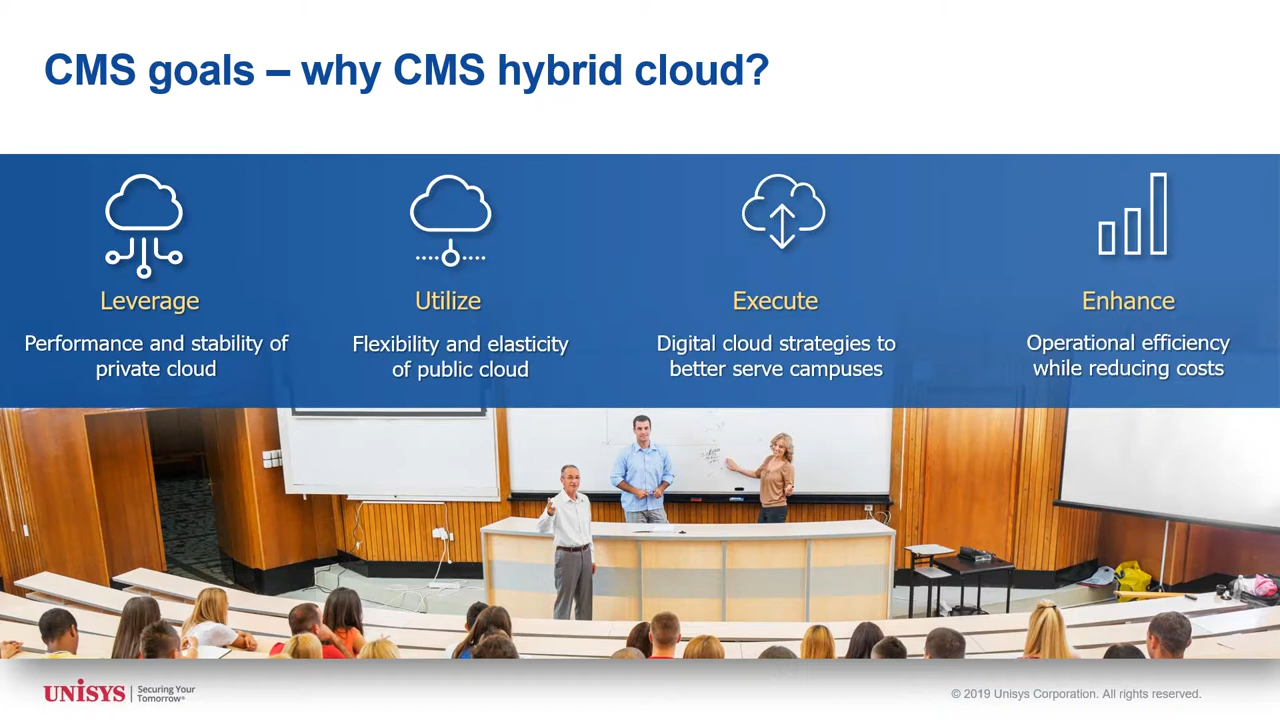 CMS goals – why CMS hybrid cloud?
Leverage
Performance and stability of
private cloud
Utilize
Flexibility and elasticity
of public cloud
Execute
Digital cloud strategies to
better serve campuses
Enhance
Operational efficiency
while reducing costs
UNISYS
Securing Your
Tomorrow®
© 2019 Unisys Corporation. All rights reserved.